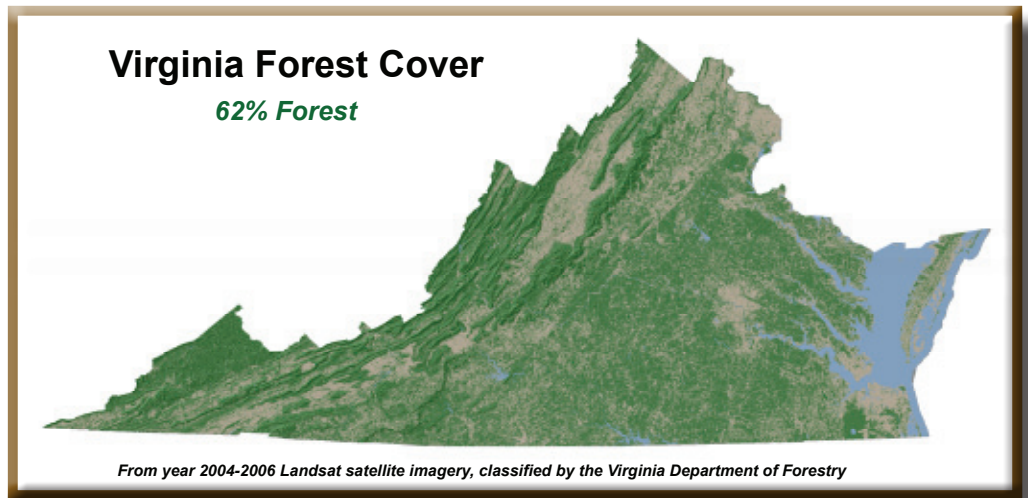 Virginia Forest Cover
62% Forest
From year 2004-2006 Landsat satellite imagery, classified by the Virginia Department of Forestry